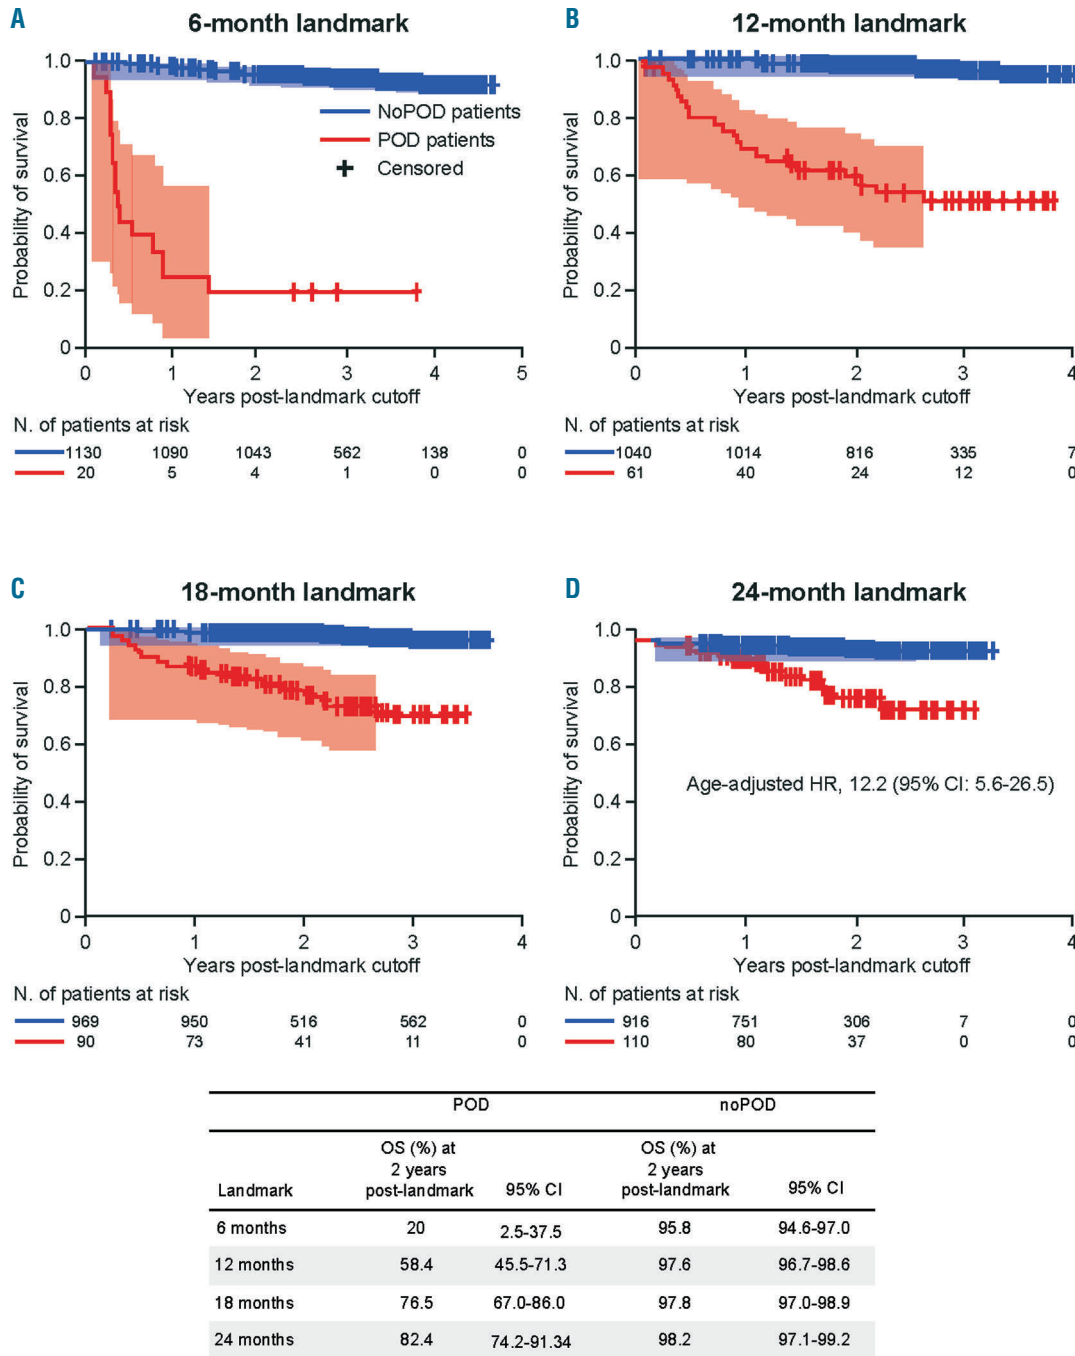 A
6-month landmark
1.0
0.8
0.6
0.4
0.2
0
Probability of survival
NoPOD patients
POD patients
Censored
0 1 2 3 4 5
Years post-landmark cutoff
N. of patients at risk
1130 1090 1043 562 138 0
20 5 4 1 0 0
B
12-month landmark
1.0
0.8
0.6
0.4
0.2
0
Probability of survival
0 1 2 3 4
Years post-landmark cutoff
N. of patients at risk
1040 1014 816 335 7
61 40 24 12 0
C
18-month landmark
1.0
0.8
0.6
0.4
0.2
0
Probability of survival
0 1 2 3 4
Years post-landmark cutoff
N. of patients at risk
969 950 516 562 0
90 73 41 11 0
D
24-month landmark
1.0
0.8
0.6
0.4
0.2
0
Probability of survival
Age-adjusted HR, 12.2 (95% CI: 5.6-26.5)
0 1 2 3 4
Years post-landmark cutoff
N. of patients at risk
916 751 306 7 0
110 80 37 0 0
POD noPOD
OS (%) at OS (%) at
2 years 2 years
Landmark post-landmark 95% CI post-landmark 95% CI
6 months 20 2.5-37.5 95.8 94.6-97.0
12 months 58.4 45.5-71.3 97.6 96.7-98.6
18 months 76.5 67.0-86.0 97.8 97.0-98.9
24 months 82.4 74.2-91.34 98.2 97.1-99.2